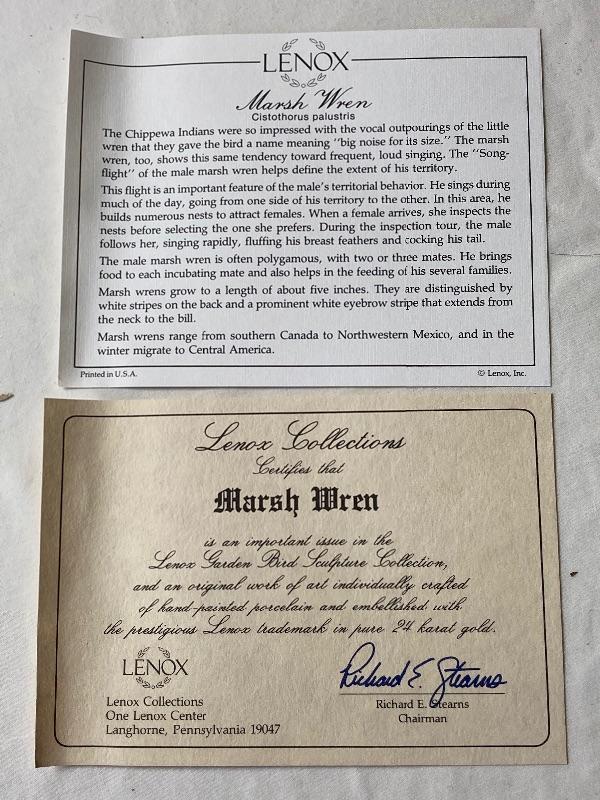 LENOX
Marsh Wren
Cistothorus palustris
The Chippewa Indians were so impressed with the vocal outpourings of the little
wren that they gave the bird a name meaning "big noise for its size." The marsh
wren, too, shows this same tendency toward frequent, loud singing. The "Song-
flight" of the male marsh wren helps define the extent of his territory.
This flight is an important feature of the male's territorial behavior. He sings during
much of the day, going from one side of his territory to the other. In this area, he
builds numerous nests to attract females. When a female arrives, she inspects the
nests before selecting the one she prefers. During the inspection tour, the male
follows her, singing rapidly, fluffing his breast feathers and cocking his tail.
The male marsh wren is often polygamous, with two or three mates. He brings
food to each incubating mate and also helps in the feeding of his several families.
Marsh wrens grow to a length of about five inches. They are distinguished by
white stripes on the back and a prominent white eyebrow stripe that extends from
the neck to the bill.
Marsh wrens range from southern Canada to Northwestern Mexico, and in the
winter migrate to Central America.
Printed in U.S.A.
© Lenox, Inc.
Lenox Collections
Certifies that
Marsh Wren
is an important issue in the
Lenox Garden Bird Sculpture Collection,
and an original work of art individually crafted
of hand-painted porcelain and embellished with
the prestigious Lenox trademark in pure 24 karat gold.
LENOX
Lenox Collections
One Lenox Center
Langhorne, Pennsylvania 19047
Richard E. Stearns
Richard E. Stearns
Chairman